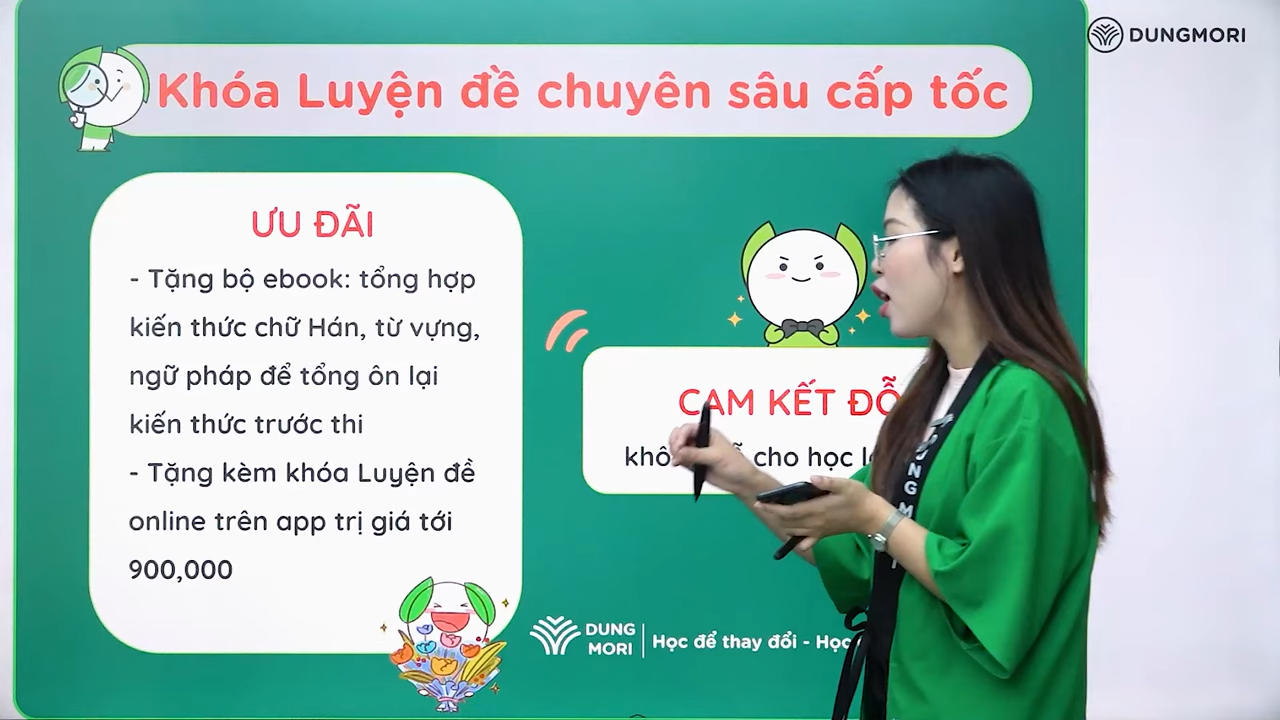 DUNGMORI
Khóa Luyện đề chuyên sâu cấp tốc
ƯU ĐÃI
- Tặng bộ ebook: tổng hợp
kiến thức chữ Hán, từ vựng,
ngữ pháp để tổng ôn lại
kiến thức trước thi
- Tặng kèm khóa Luyện đề
online trên app trị giá tới
900,000
CAM KẾT ĐỖ
cho học
DUNG
MORI
Học để thay đổi - Học